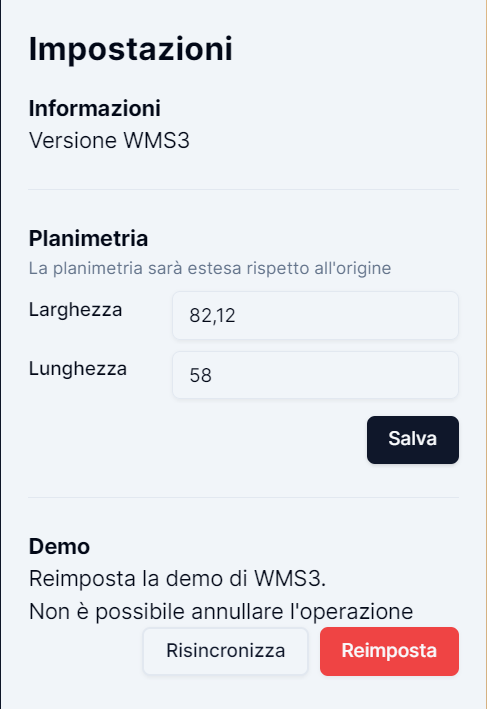 Impostazioni
Informazioni
Versione WMS3
Planimetria
La planimetria sarà estesa rispetto all'origine
Larghezza 82,12
Lunghezza 58
Salva
Demo
Reimposta la demo di WMS3.
Non è possibile annullare l'operazione
Risincronizza Reimposta